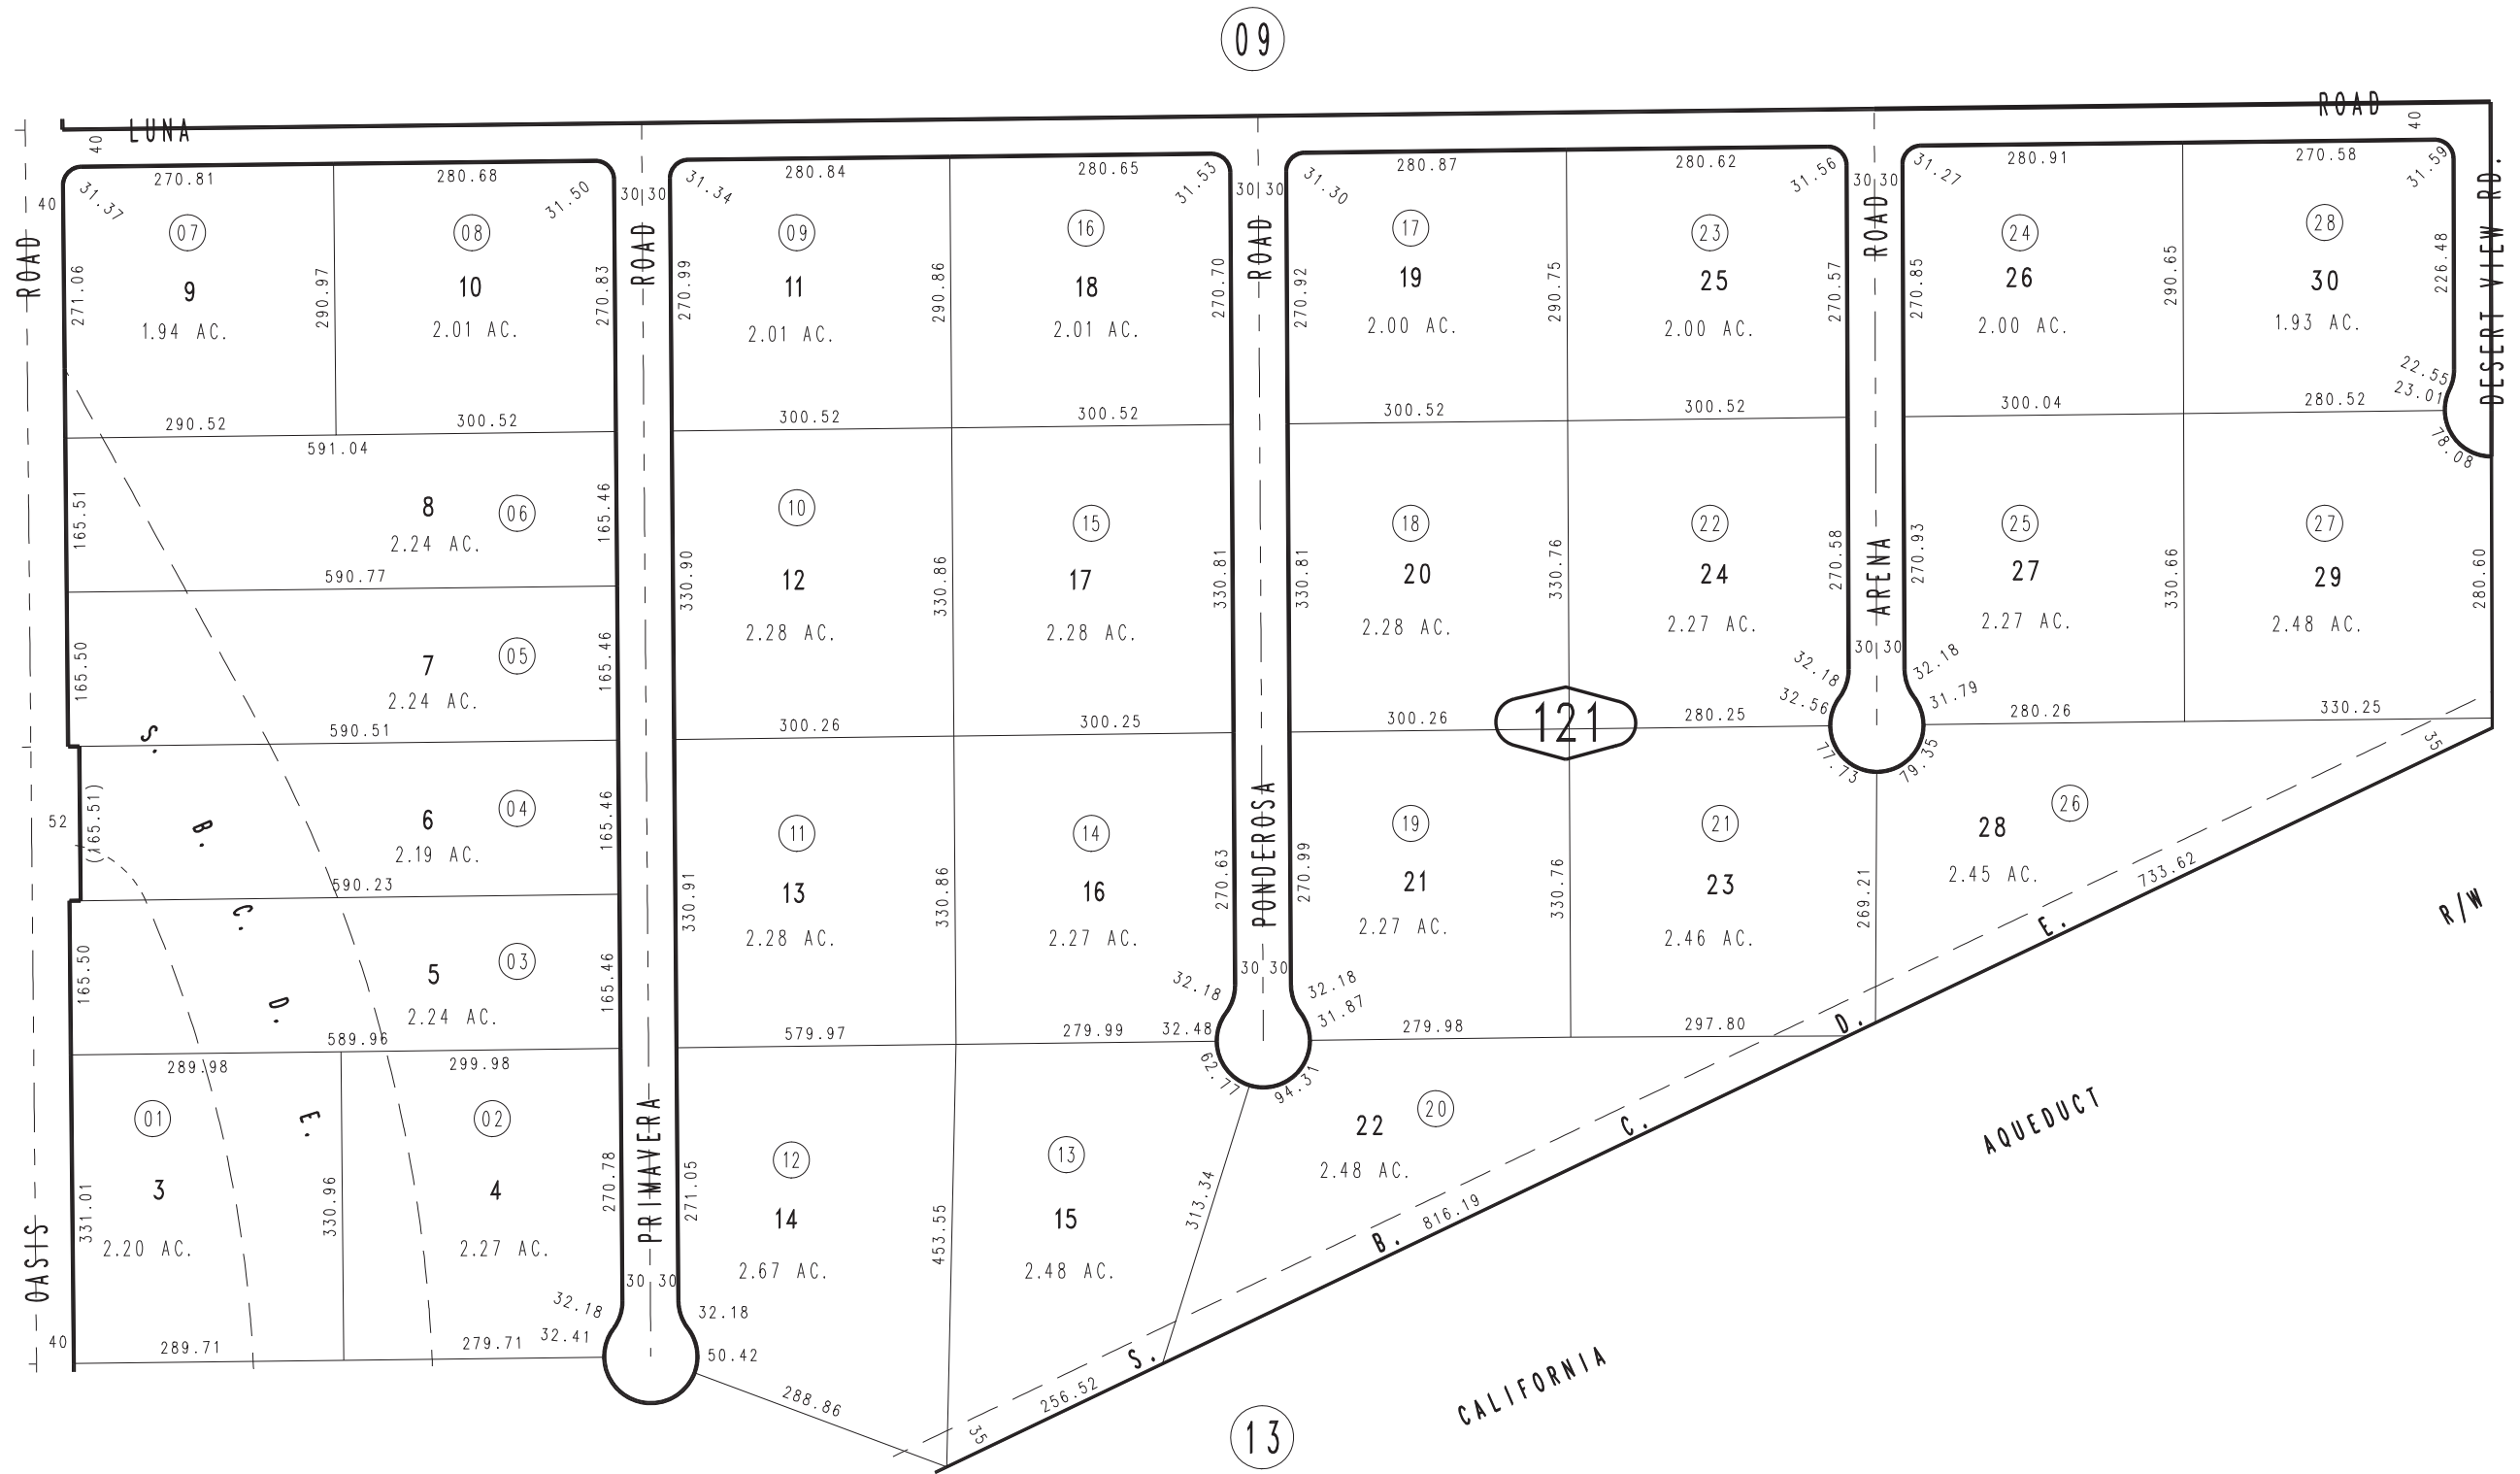 09
LUNA ROAD
40 40
270.81 280.68 280.84 280.65 280.87 280.62 280.91 270.58
40 31.37 31.50 30 30 31.34 31.53 30 30 31.30 31.56 30 30 31.27 31.59
07 08 09 16 17 23 24 28
9 10 11 18 19 25 26 30
1.94 AC. 2.01 AC. 2.01 AC. 2.01 AC. 2.00 AC. 2.00 AC. 2.00 AC. 1.93 AC.
271.06 290.97 270.83 270.99 290.86 270.70 270.92 290.75 270.57 270.85 290.65 226.48
ROAD ROAD ROAD ROAD DESERT VIEW RD.
22.55
23.01
78.08
290.52 300.52 300.52 300.52 300.52 300.52 300.04 280.52
591.04
8 06
2.24 AC.
165.51 165.46
590.77
7 05
2.24 AC.
165.50 165.46
590.51
10 15 18 22 25 27
12 17 20 24 27 29
2.28 AC. 2.28 AC. 2.28 AC. 2.27 AC. 2.27 AC. 2.48 AC.
330.90 330.86 330.81 330.81 330.76 270.58 270.93 330.66 280.60
ARENA
30 30
32.18 32.18
32.56 31.79
77.73 79.35
300.26 300.25 300.26 280.25 280.26 330.25
121
35
52 (165.51)
6 04
2.19 AC.
165.46
590.23
11 14 19 21 26
13 16 21 23 28
2.28 AC. 2.27 AC. 2.27 AC. 2.46 AC. 2.45 AC.
330.91 330.86 270.63 270.99 330.76 269.21 733.62
PONDEROSA
30 30
32.18 32.18
32.48 31.87
62.77 94.31
5 03
2.24 AC.
165.50 165.46
589.96
579.97 279.99 279.98 297.80
289.98 299.98
01 02 12 13 20
3 4 14 15 22
2.20 AC. 2.27 AC. 2.67 AC. 2.48 AC. 2.48 AC.
331.01 330.96 270.78 271.05 453.55 313.34 816.19
OASIS PRIMAVERA
30 30
32.18 32.18
32.41 50.42
40 289.71 279.71
288.86
256.52
35
S. B. C. D. E.
S. B. C. D. E.
CALIFORNIA AQUEDUCT R/W
13